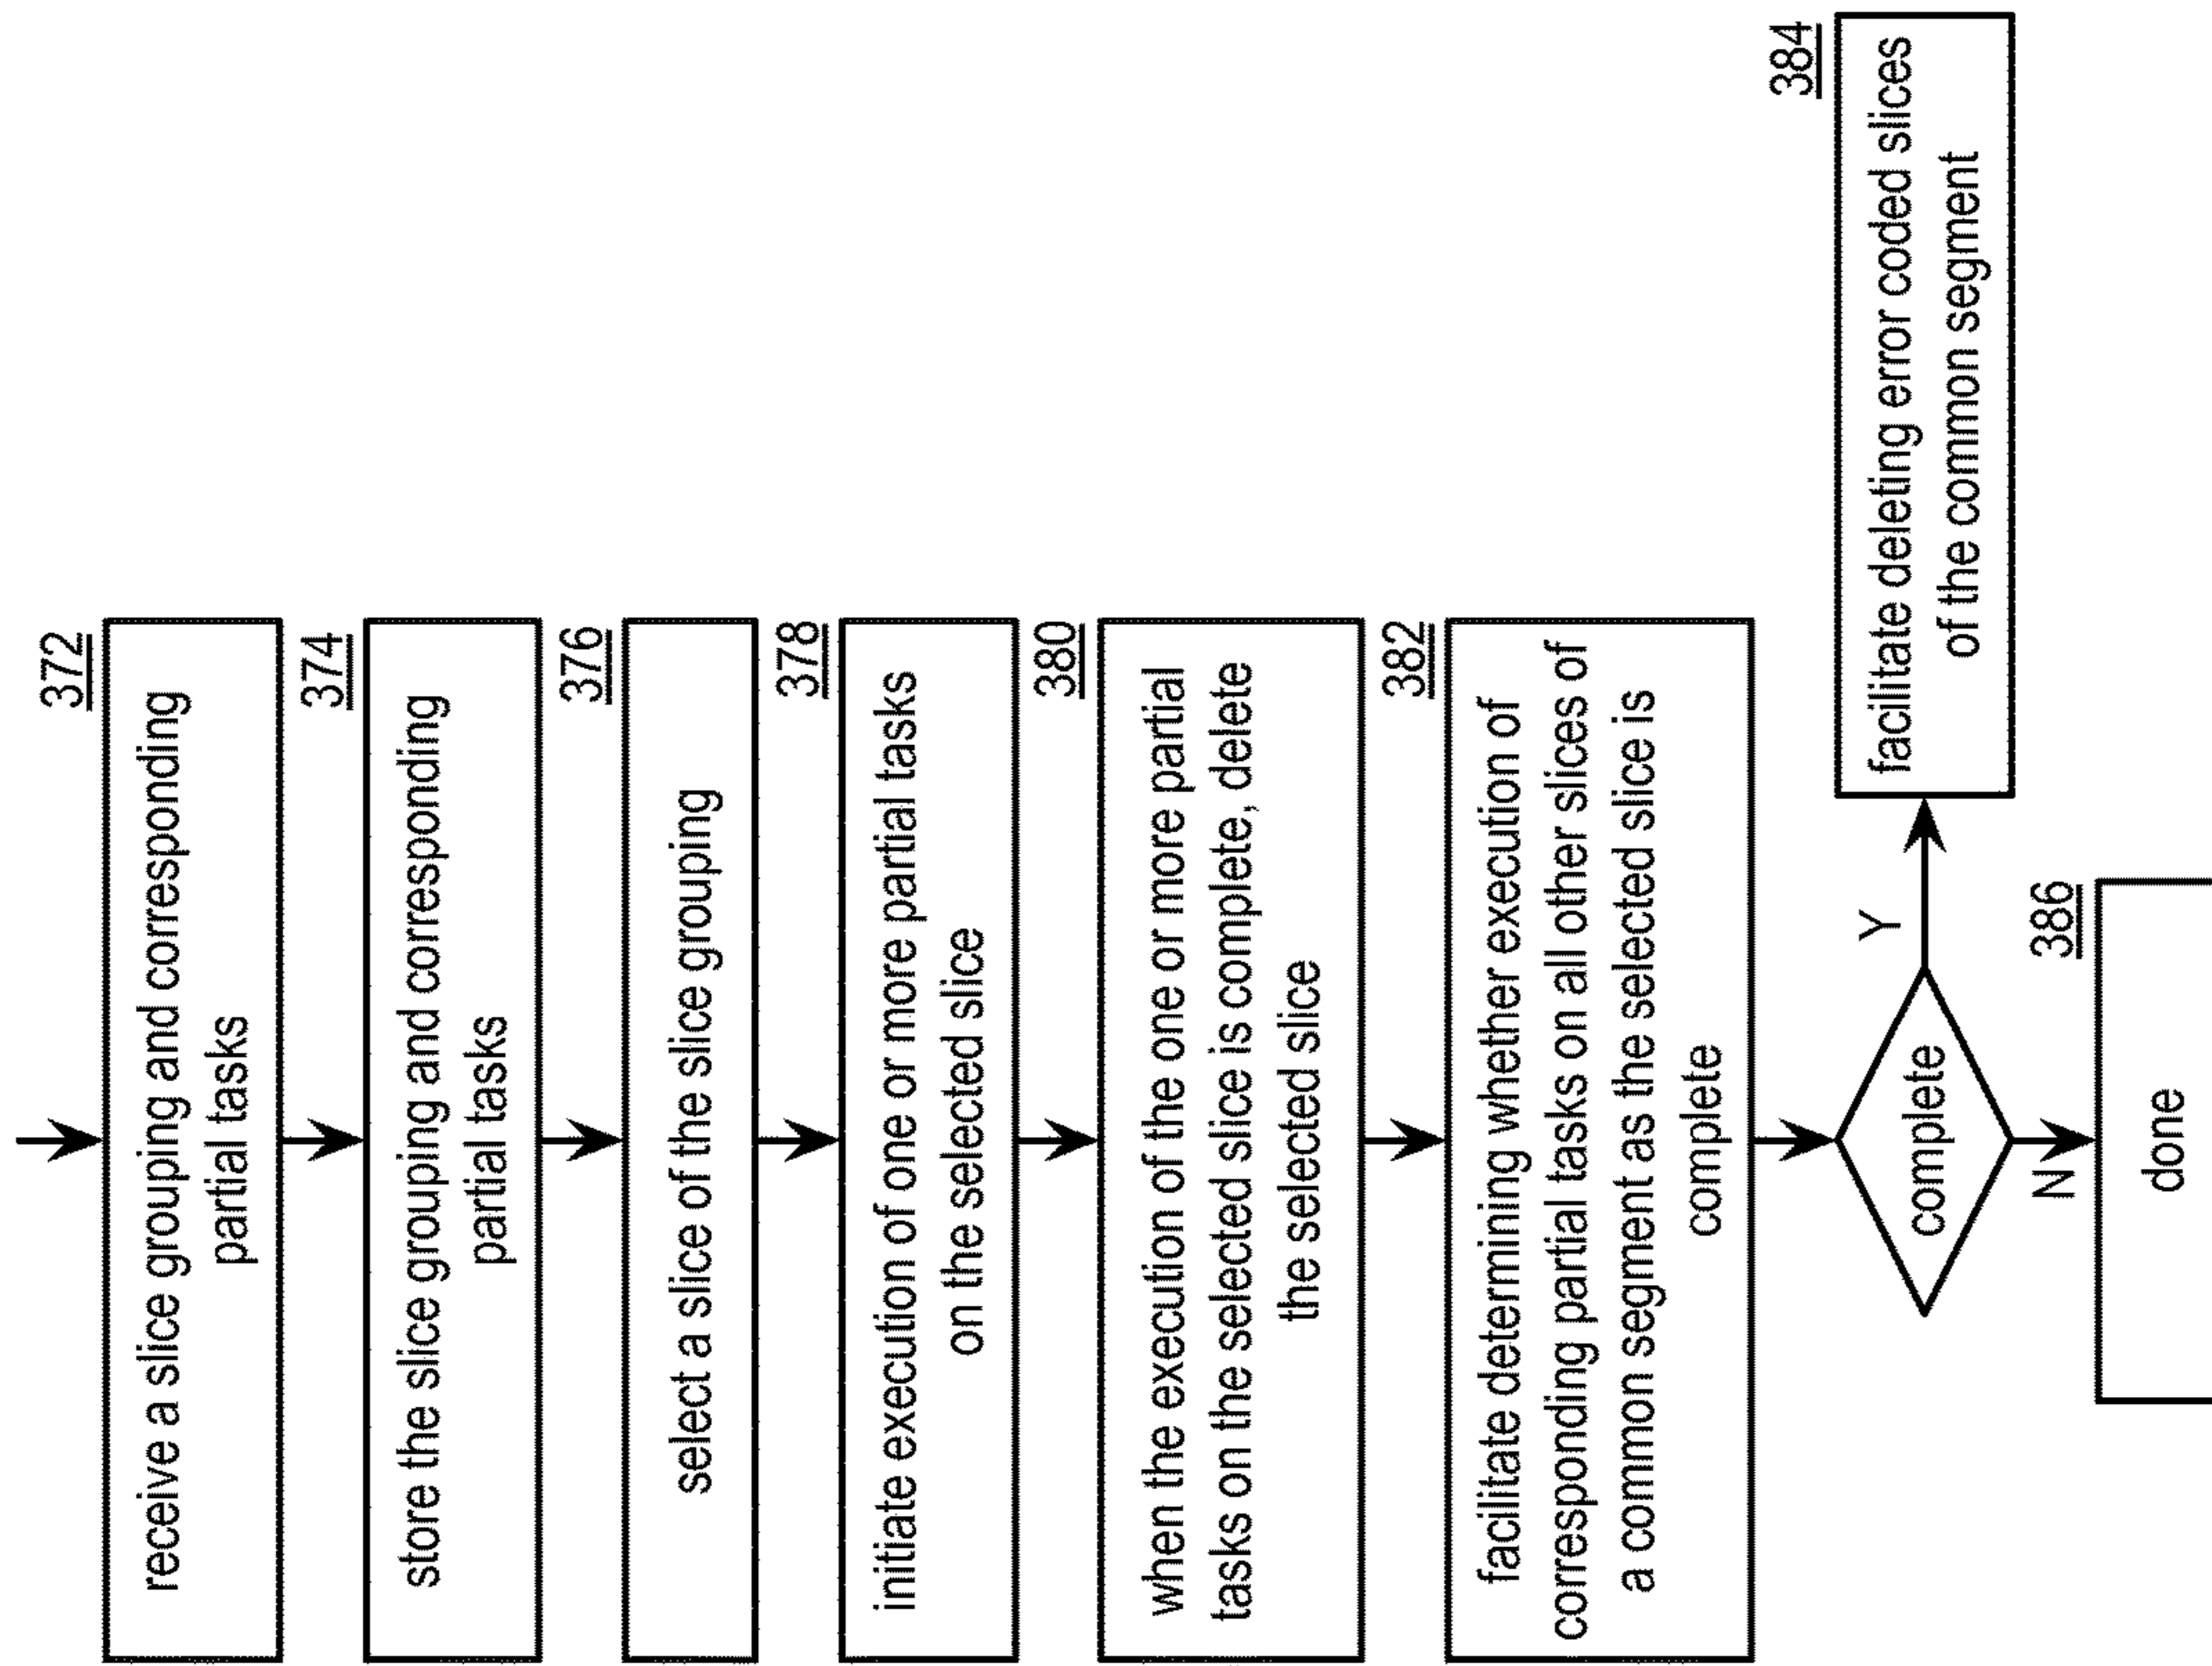 372
receive a slice grouping and corresponding
partial tasks
374
store the slice grouping and corresponding
partial tasks
376
select a slice of the slice grouping
378
initiate execution of one or more partial tasks
on the selected slice
380
when the execution of the one or more partial
tasks on the selected slice is complete, delete
the selected slice
382
facilitate determining whether execution of
corresponding partial tasks on all other slices of
a common segment as the selected slice is
complete
complete
Y
384
facilitate deleting error coded slices
of the common segment
N
386
done